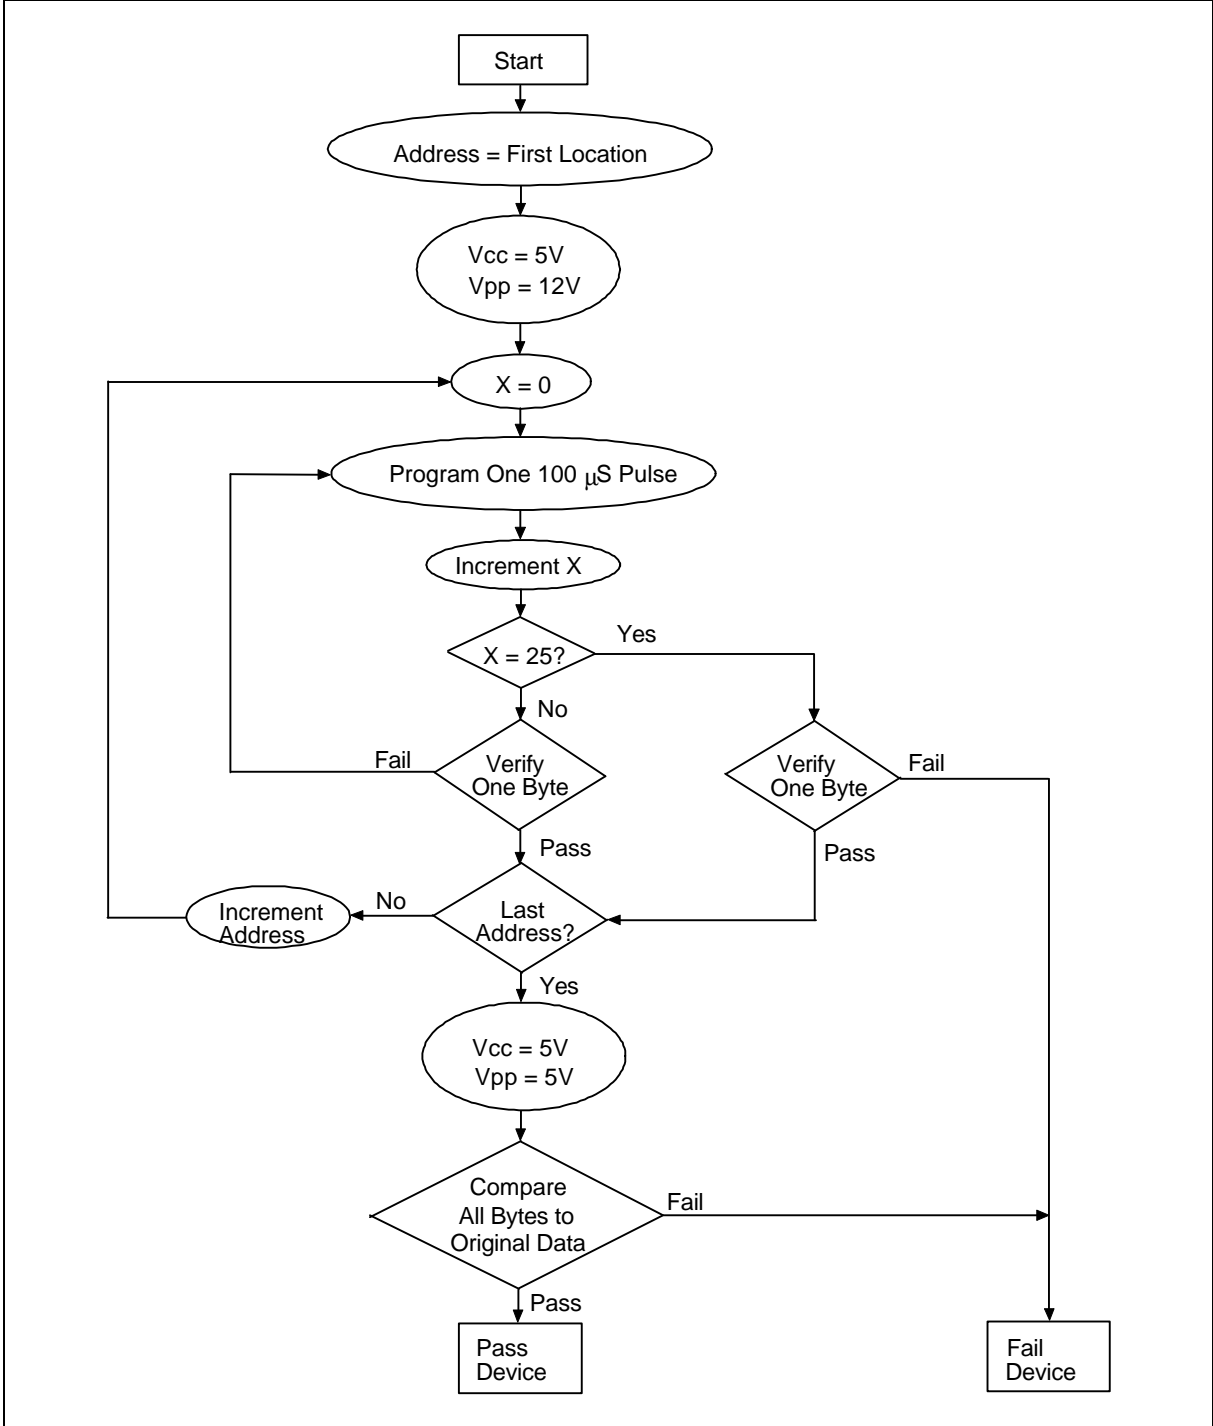 Start
Address = First Location
Vcc = 5V
Vpp = 12V
X = 0
Program One 100 μS Pulse
Increment X
X = 25?
Yes
No
Fail
Verify
One Byte
Verify
One Byte
Fail
Pass
Pass
Increment
Address
No
Last
Address?
Yes
Vcc = 5V
Vpp = 5V
Compare
All Bytes to
Original Data
Fail
Pass
Pass
Device
Fail
Device